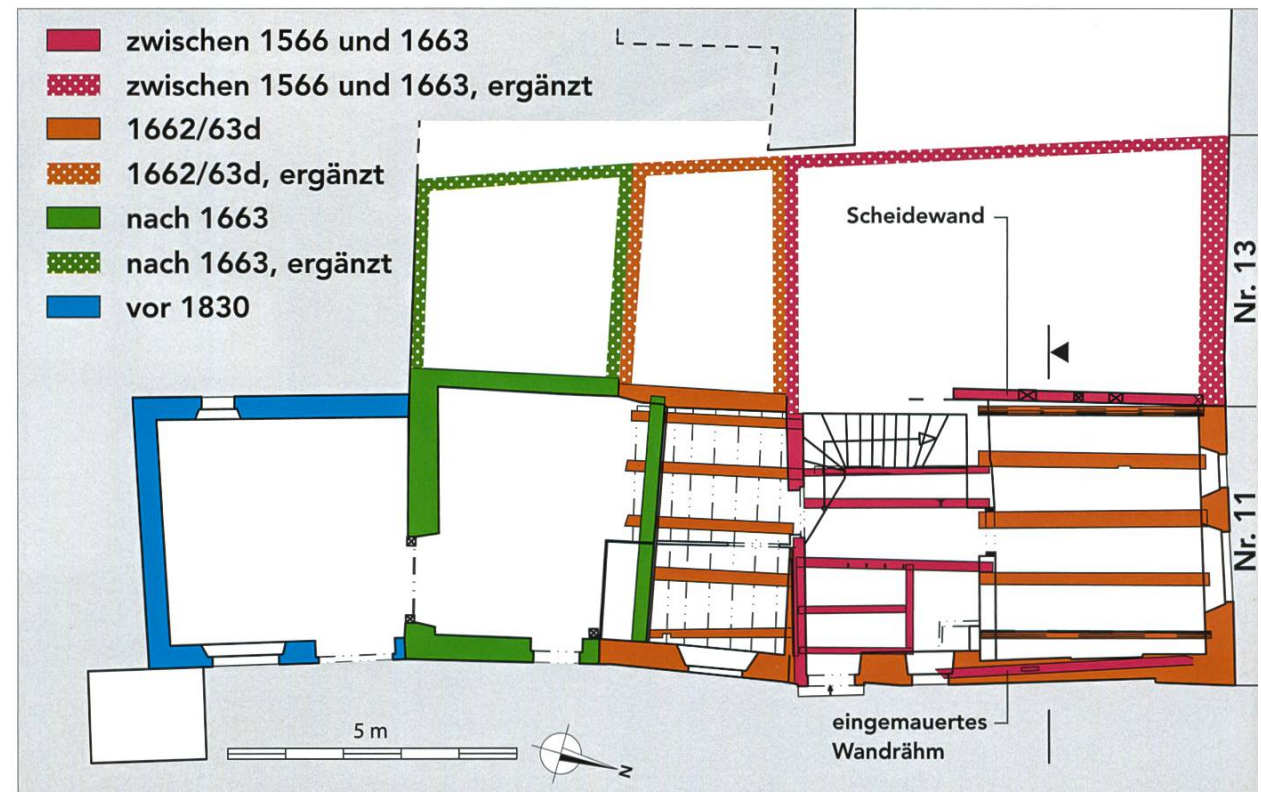 zwischen 1566 und 1663
zwischen 1566 und 1663, ergänzt
1662/63d
1662/63d, ergänzt
nach 1663
nach 1663, ergänzt
vor 1830
Scheidewand
Nr. 13
Nr. 11
eingemauertes
Wandrähm
5 m
N